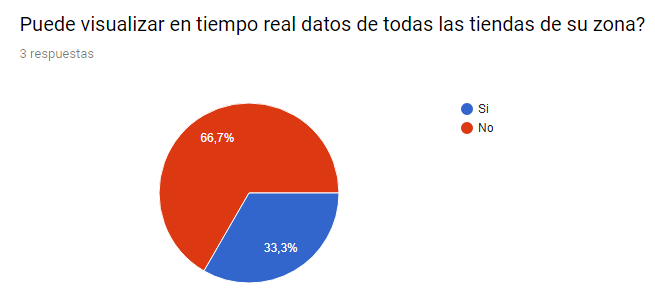 Puede visualizar en tiempo real datos de todas las tiendas de su zona?
3 respuestas
Si
No
66,7%
33,3%